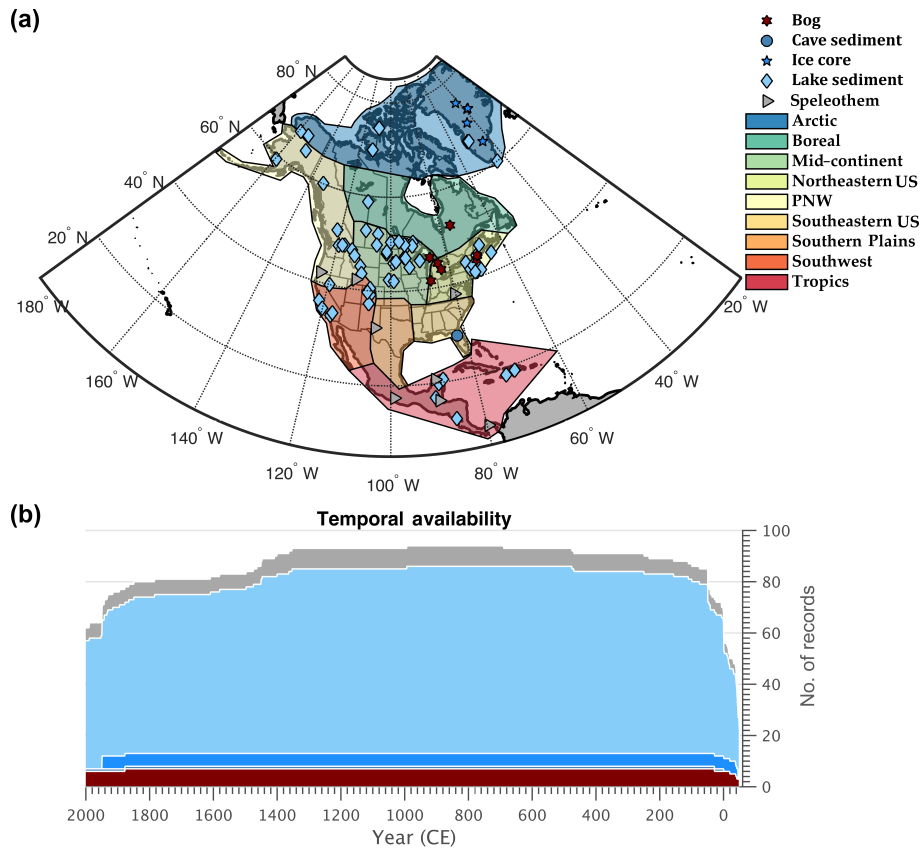 (a)
Bog
Cave sediment
Ice core
Lake sediment
Speleothem
Arctic
Boreal
Mid-continent
Northeastern US
PNW
Southeastern US
Southern Plains
Southwest
Tropics
80° N
60° N
40° N
20° N
180° W
160° W
140° W
120° W
100° W
80° W
60° W
40° W
20° W
(b)
Temporal availability
100
80
60
40
20
0
No. of records
2000 1800 1600 1400 1200 1000 800 600 400 200 0
Year (CE)